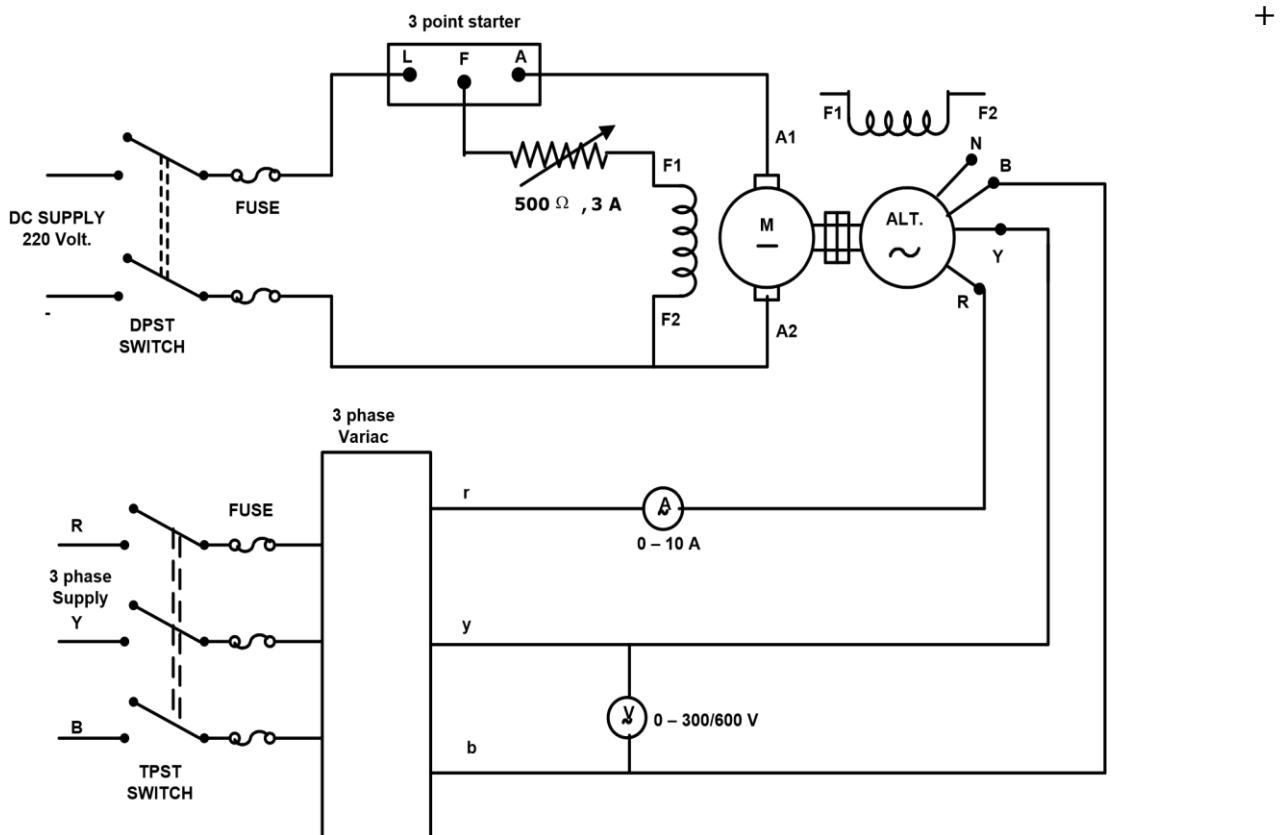 +
3 point starter
L
F
A
F1
F2
N
B
A1
F1
500 Ω , 3 A
FUSE
DC SUPPLY
220 Volt.
M
ALT.
Y
R
F2
A2
-
DPST
SWITCH
3 phase
Variac
r
A
0 – 10 A
FUSE
R
3 phase
Supply
Y
y
V
0 – 300/600 V
B
b
TPST
SWITCH